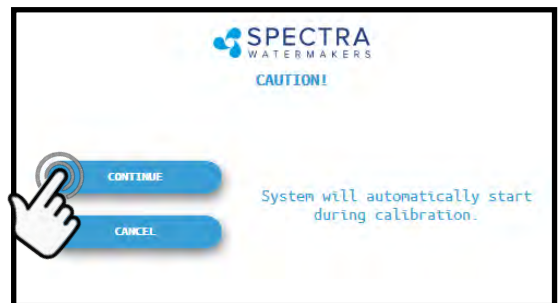 SPECTRA
WATERMAKERS
CAUTION!
CONTINUE
System will automatically start
during calibration.
CANCEL